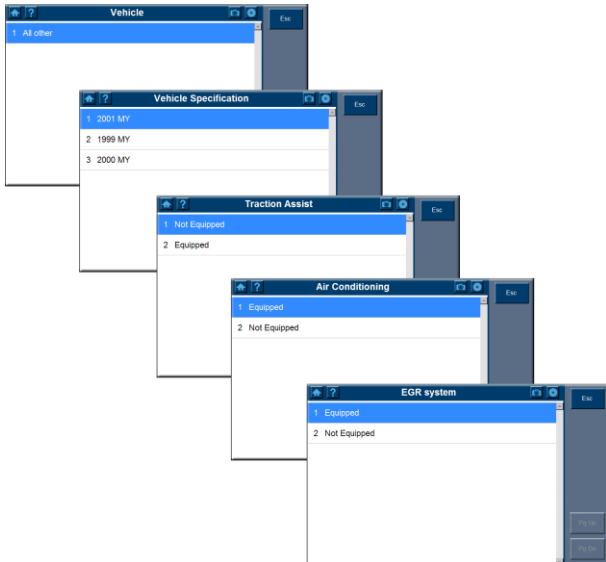 ? Vehicle
Esc
1 All other
? Vehicle Specification
Esc
1 2001 MY
2 1999 MY
3 2000 MY
? Traction Assist
Esc
1 Not Equipped
2 Equipped
? Air Conditioning
Esc
1 Equipped
2 Not Equipped
? EGR system
Esc
1 Equipped
2 Not Equipped
Pg Up
Pg Dn